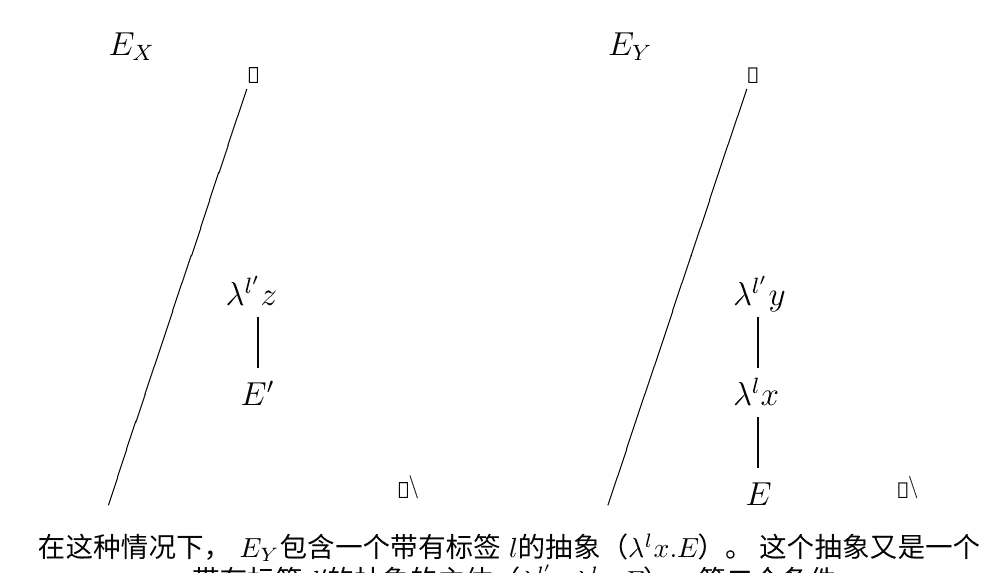 E_X E_Y
λ^{l'}z λ^{l'}y
E' λ^l x
E
在这种情况下， E_Y包含一个带有标签 l的抽象（λ^l x.E）。 这个抽象又是一个